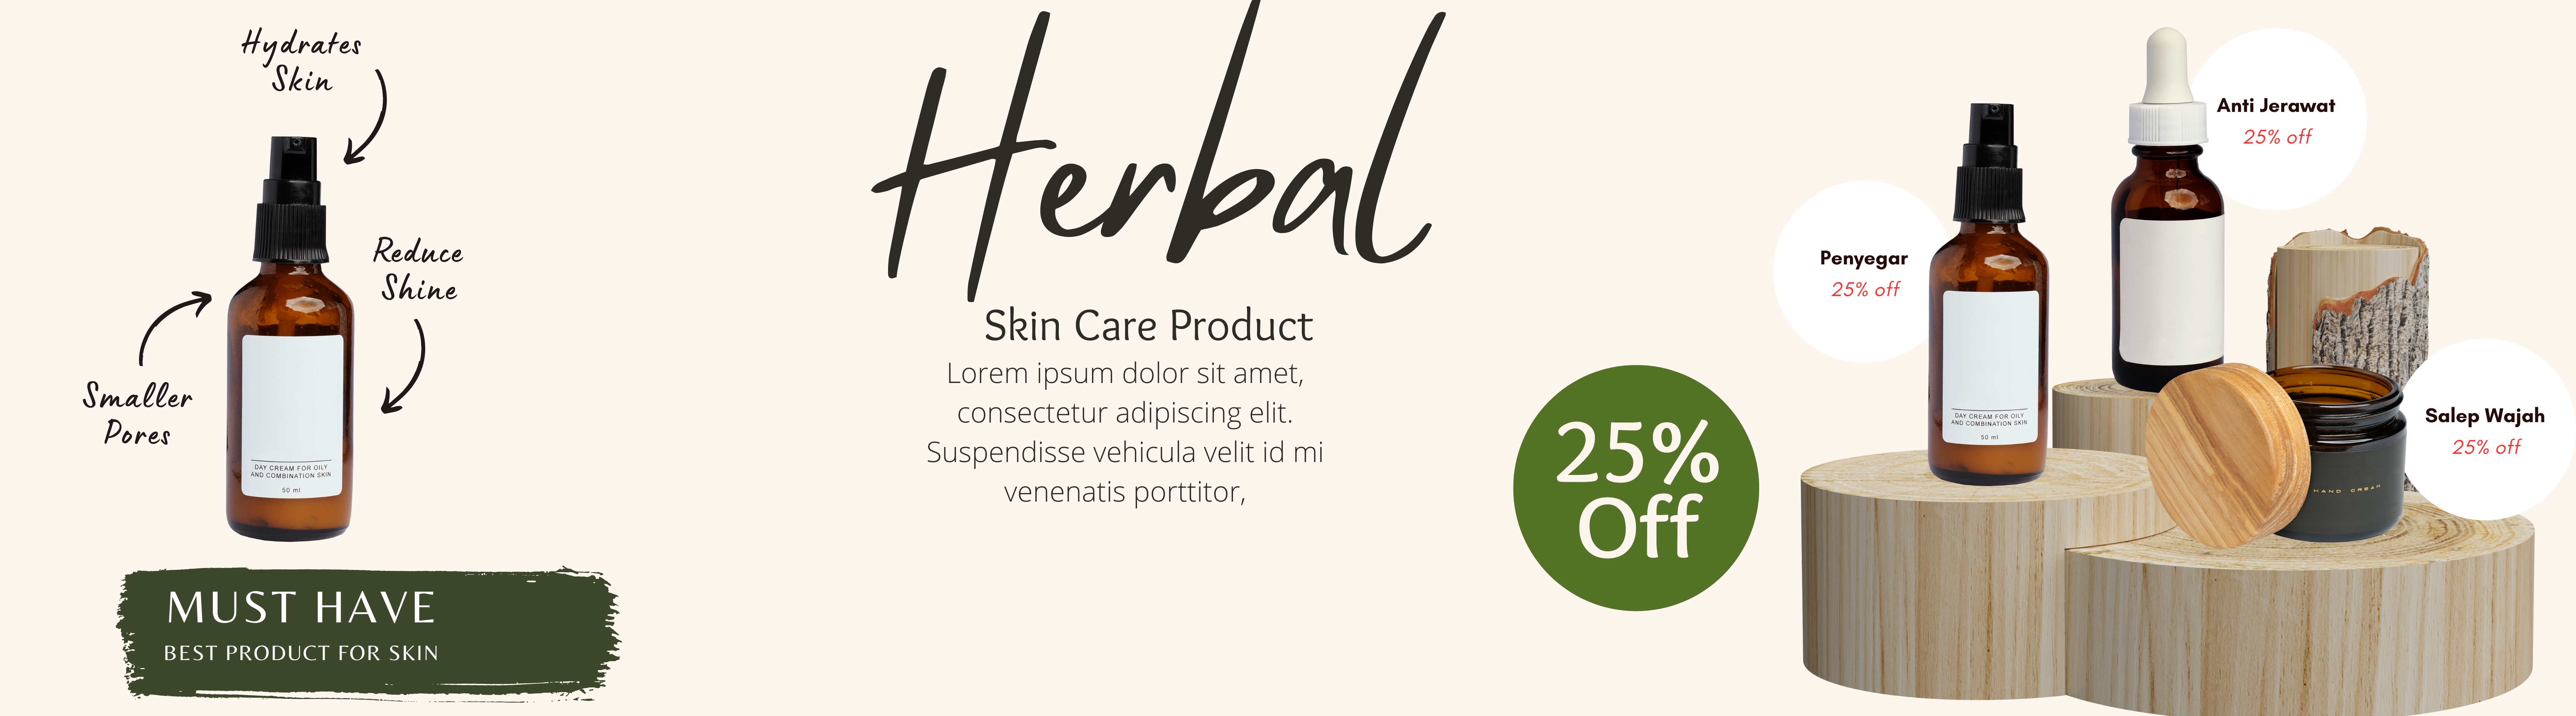 Hydrates
Skin
Reduce
Shine
Smaller
Pores
DAY CREAM FOR OILY
AND COMBINATION SKIN
50 ml
MUST HAVE
BEST PRODUCT FOR SKIN
Herbal
Skin Care Product
Lorem ipsum dolor sit amet,
consectetur adipiscing elit.
Suspendisse vehicula velit id mi
venenatis porttitor,
25%
Off
Penyegar
25% off
Anti Jerawat
25% off
DAY CREAM FOR OILY
AND COMBINATION SKIN
50 ml
Salep Wajah
25% off
HAND CREAM